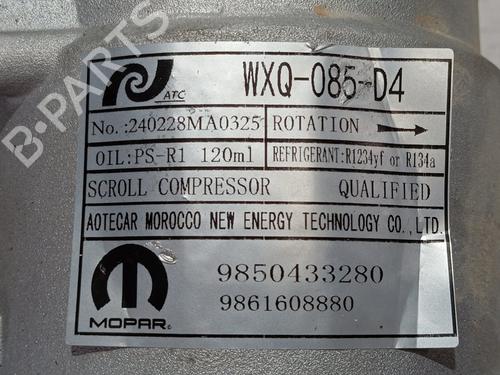 ATC
WXQ-085-D4
No.:240228MA0325
ROTATION
OIL:PS-R1 120ml
REFRIGERANT:R1234yf or R134a
SCROLL COMPRESSOR QUALIFIED
AOTECAR MOROCCO NEW ENERGY TECHNOLOGY CO.,LTD.
9850433280
9861608880
MOPAR
B-PARTS